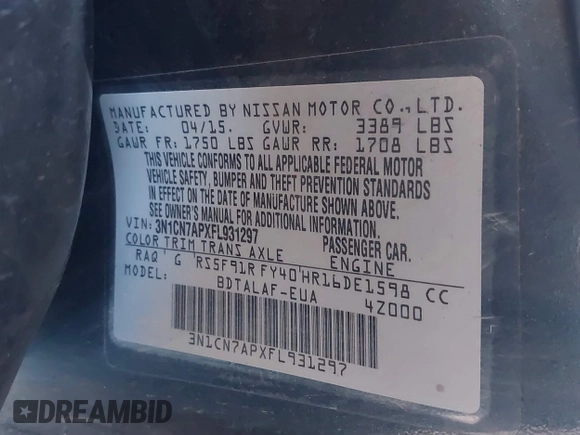 MANUFACTURED BY NISSAN MOTOR CO., LTD.
DATE: 04/15. GVWR: 3389 LBS
GAWR FR: 1750 LBS GAWR RR: 1708 LBS
THIS VEHICLE CONFORMS TO ALL APPLICABLE FEDERAL MOTOR
VEHICLE SAFETY, BUMPER AND THEFT PREVENTION STANDARDS
IN EFFECT ON THE DATE OF MANUFACTURE SHOWN ABOVE.
SEE OWNER'S MANUAL FOR ADDITIONAL INFORMATION.
VIN: 3N1CN7APXFL931297 PASSENGER CAR.
COLOR TRIM TRANS AXLE ENGINE
RAQ G RS5F91R FY40 HR16DE1598 CC
MODEL: BDTALAF-EUA 4Z000
3N1CN7APXFL931297
DREAMBID